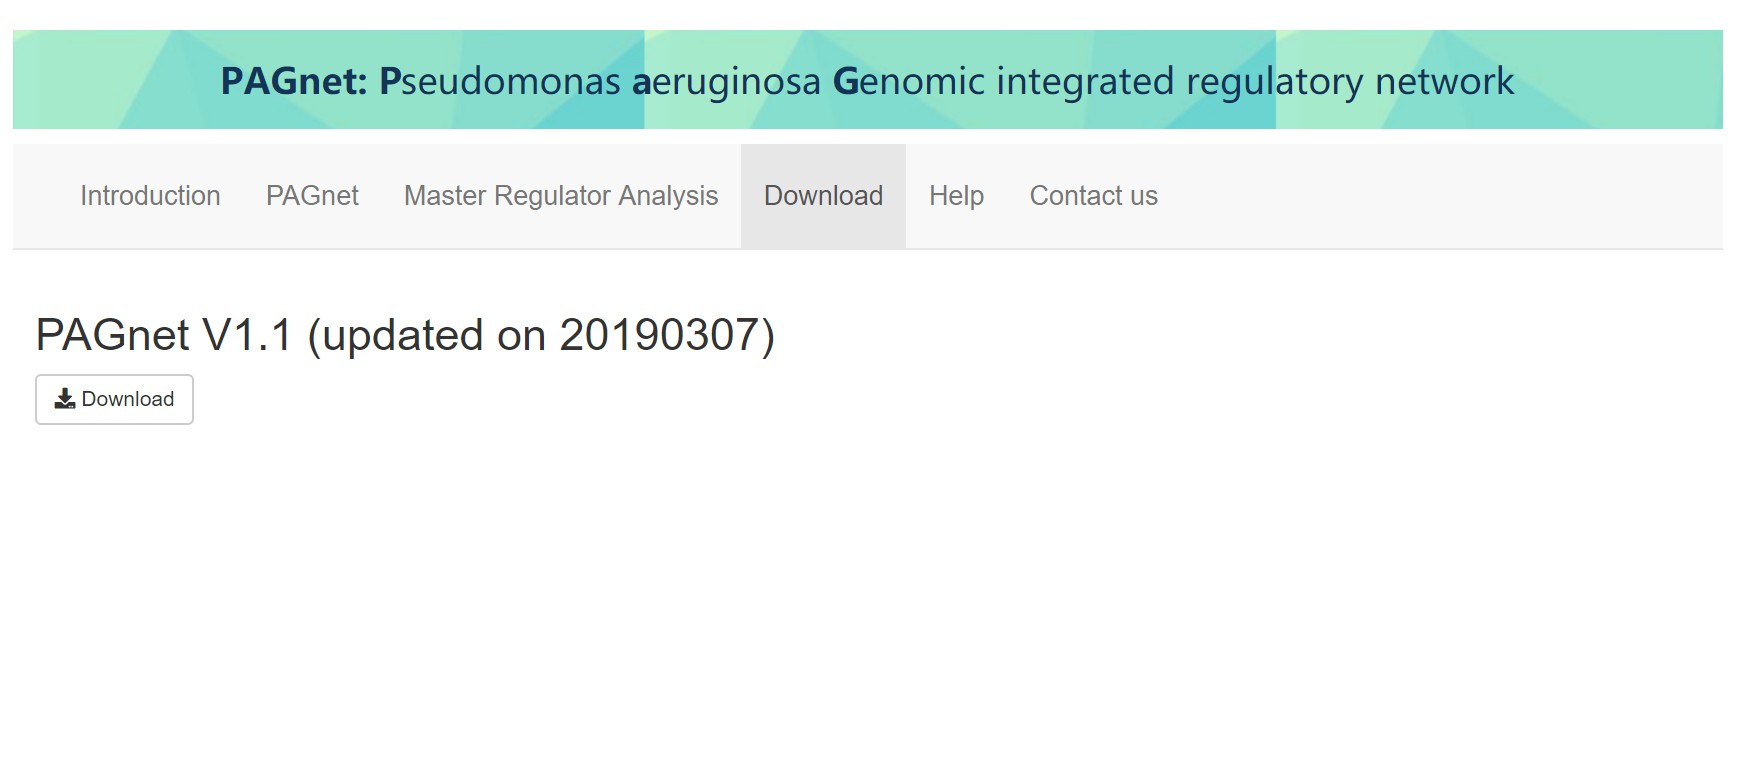 PAGnet: Pseudomonas aeruginosa Genomic integrated regulatory network
Introduction PAGnet Master Regulator Analysis Download Help Contact us
PAGnet V1.1 (updated on 20190307)
Download